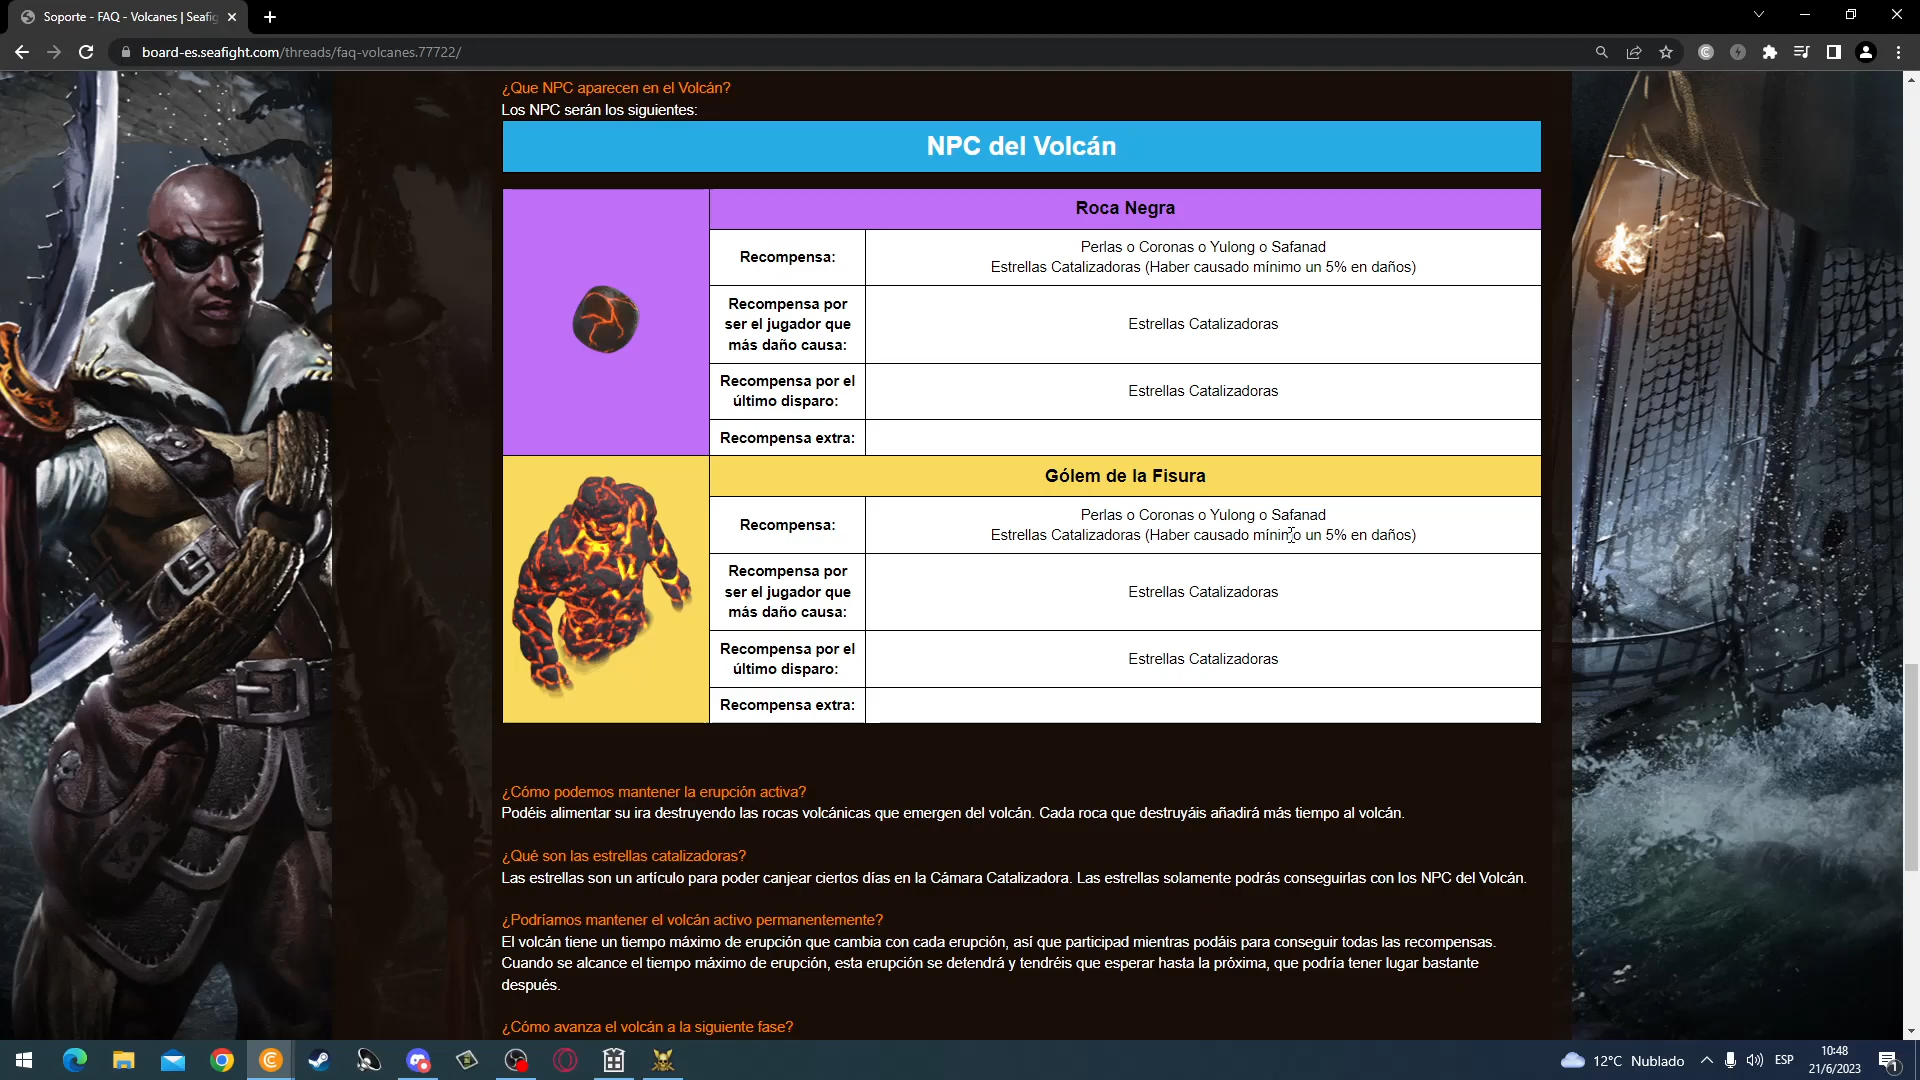 Soporte - FAQ - Volcanes | Seafig
board-es.seafight.com/threads/faq-volcanes.77722/
¿Que NPC aparecen en el Volcán?
Los NPC serán los siguientes:
NPC del Volcán
Roca Negra
Recompensa:
Perlas o Coronas o Yulong o Safanad
Estrellas Catalizadoras (Haber causado mínimo un 5% en daños)
Recompensa por
ser el jugador que
más daño causa:
Estrellas Catalizadoras
Recompensa por el
último disparo:
Estrellas Catalizadoras
Recompensa extra:
Gólem de la Fisura
Recompensa:
Perlas o Coronas o Yulong o Safanad
Estrellas Catalizadoras (Haber causado mínimo un 5% en daños)
Recompensa por
ser el jugador que
más daño causa:
Estrellas Catalizadoras
Recompensa por el
último disparo:
Estrellas Catalizadoras
Recompensa extra:
¿Cómo podemos mantener la erupción activa?
Podéis alimentar su ira destruyendo las rocas volcánicas que emergen del volcán. Cada roca que destruyáis añadirá más tiempo al volcán.
¿Qué son las estrellas catalizadoras?
Las estrellas son un artículo para poder canjear ciertos días en la Cámara Catalizadora. Las estrellas solamente podrás conseguirlas con los NPC del Volcán.
¿Podríamos mantener el volcán activo permanentemente?
El volcán tiene un tiempo máximo de erupción que cambia con cada erupción, así que participad mientras podáis para conseguir todas las recompensas.
Cuando se alcance el tiempo máximo de erupción, esta erupción se detendrá y tendréis que esperar hasta la próxima, que podría tener lugar bastante
después.
¿Cómo avanza el volcán a la siguiente fase?
12°C Nublado
ESP
10:48
21/6/2023
1